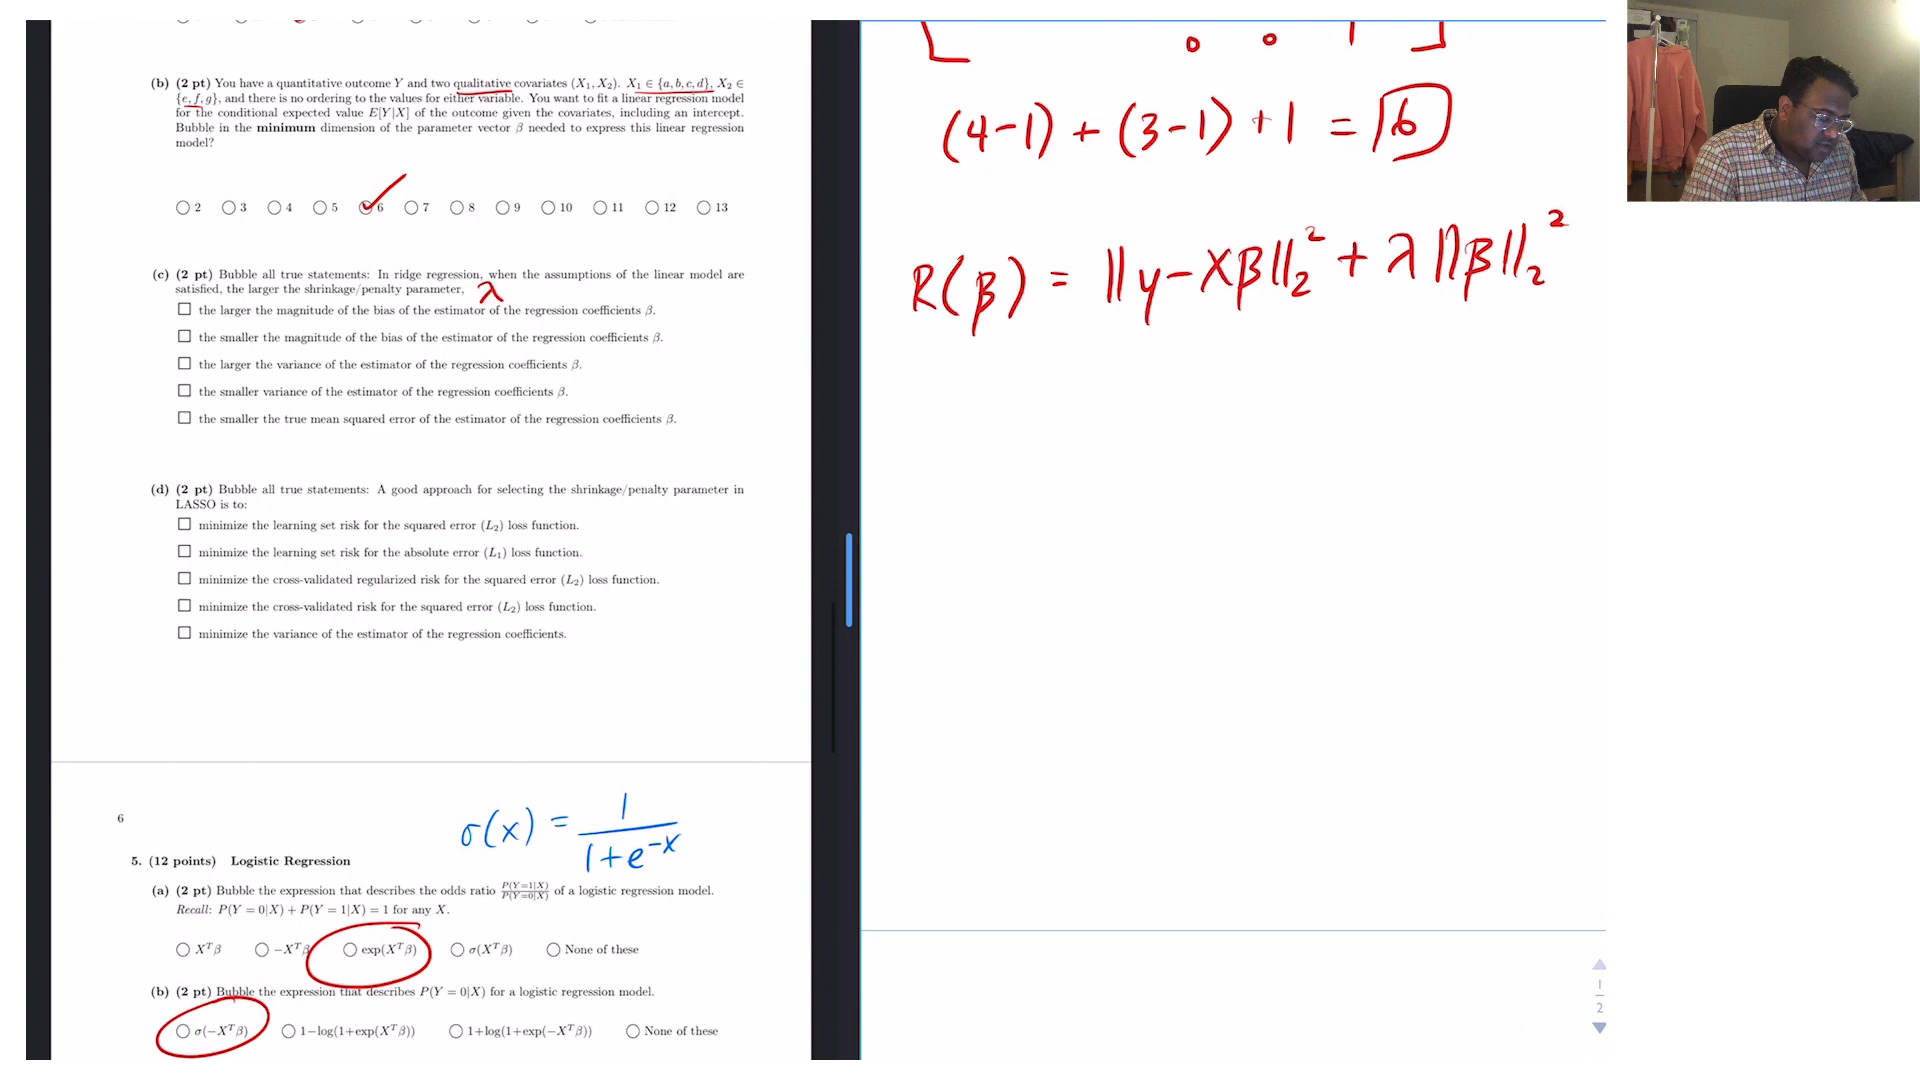 (b) (2 pt) You have a quantitative outcome Y and two qualitative covariates (X₁, X₂). X₁ ∈ {a, b, c, d}, X₂ ∈
{e, f, g}, and there is no ordering to the values for either variable. You want to fit a linear regression model
for the conditional expected value E[Y|X] of the outcome given the covariates, including an intercept.
Bubble in the minimum dimension of the parameter vector β needed to express this linear regression
model?
2 3 4 5 6 7 8 9 10 11 12 13
(c) (2 pt) Bubble all true statements: In ridge regression, when the assumptions of the linear model are
satisfied, the larger the shrinkage/penalty parameter, λ
the larger the magnitude of the bias of the estimator of the regression coefficients β.
the smaller the magnitude of the bias of the estimator of the regression coefficients β.
the larger the variance of the estimator of the regression coefficients β.
the smaller variance of the estimator of the regression coefficients β.
the smaller the true mean squared error of the estimator of the regression coefficients β.
(d) (2 pt) Bubble all true statements: A good approach for selecting the shrinkage/penalty parameter in
LASSO is to:
minimize the learning set risk for the squared error (L₂) loss function.
minimize the learning set risk for the absolute error (L₁) loss function.
minimize the cross-validated regularized risk for the squared error (L₂) loss function.
minimize the cross-validated risk for the squared error (L₂) loss function.
minimize the variance of the estimator of the regression coefficients.
6
σ(x) = 1/(1+e^{-x})
5. (12 points) Logistic Regression
(a) (2 pt) Bubble the expression that describes the odds ratio P(Y=1|X)/P(Y=0|X) of a logistic regression model.
Recall: P(Y = 0|X) + P(Y = 1|X) = 1 for any X.
Xᵀβ −Xᵀβ exp(Xᵀβ) σ(Xᵀβ) None of these
(b) (2 pt) Bubble the expression that describes P(Y = 0|X) for a logistic regression model.
σ(−Xᵀβ) 1−log(1+exp(Xᵀβ)) 1+log(1+exp(−Xᵀβ)) None of these
0 0 1
(4-1) + (3-1) + 1 = 6
R(β) = ||y-Xβ||₂² + λ||β||₂²
1
2